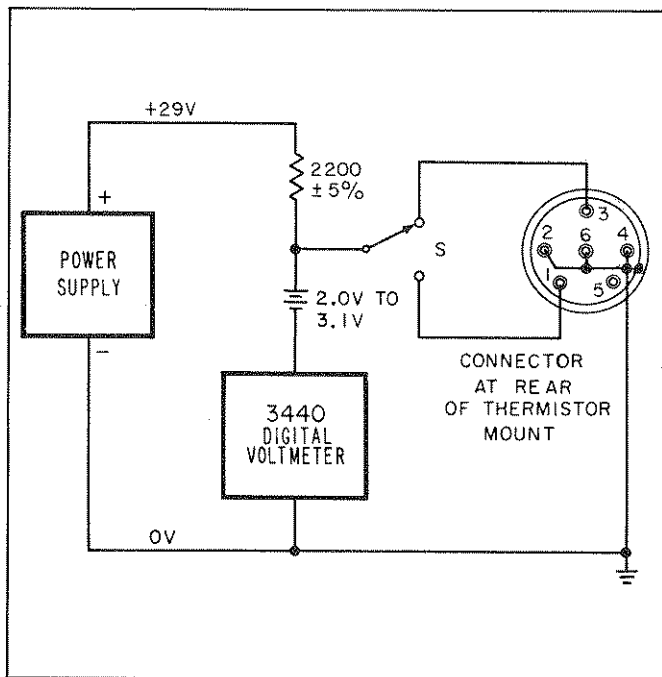 +29V
2200
±5%
+
POWER
SUPPLY
–
S
3
2
6
4
1
5
2.0V TO
3.1V
3440
DIGITAL
VOLTMETER
CONNECTOR
AT REAR
OF THERMISTOR
MOUNT
0V